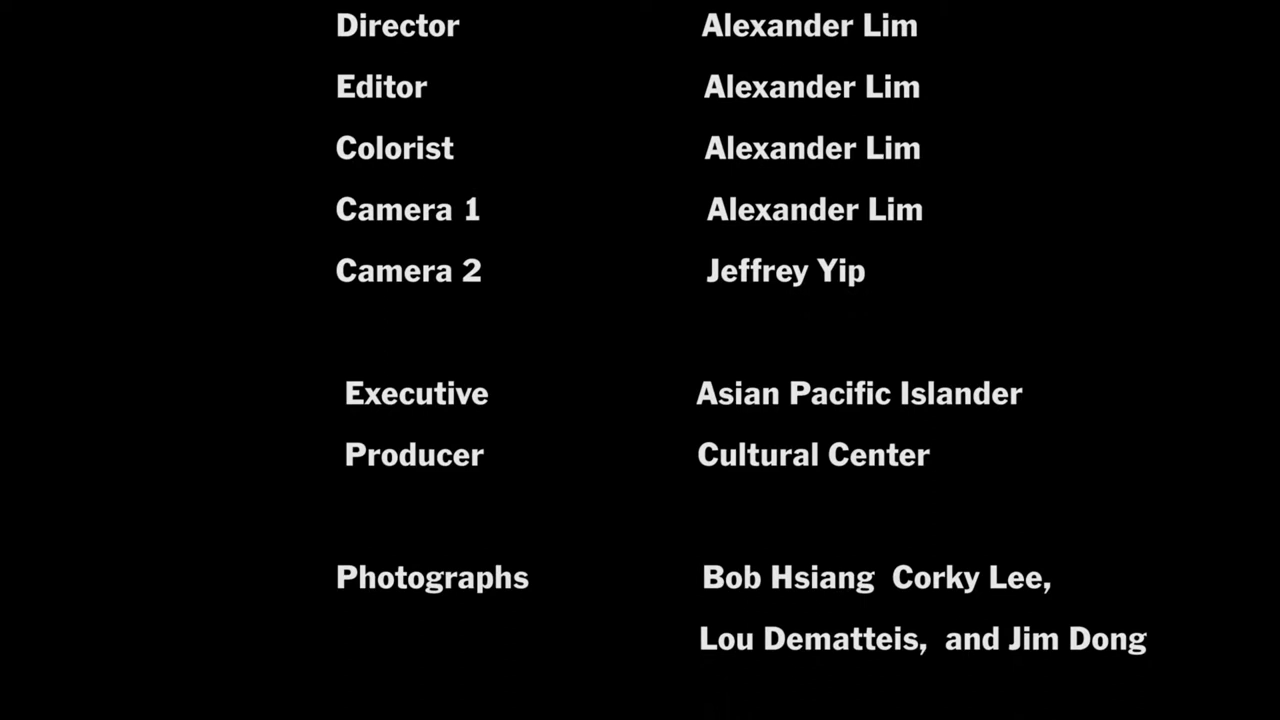 Director Alexander Lim
Editor Alexander Lim
Colorist Alexander Lim
Camera 1 Alexander Lim
Camera 2 Jeffrey Yip
Executive Asian Pacific Islander
Producer Cultural Center
Photographs Bob Hsiang Corky Lee,
Lou Dematteis, and Jim Dong